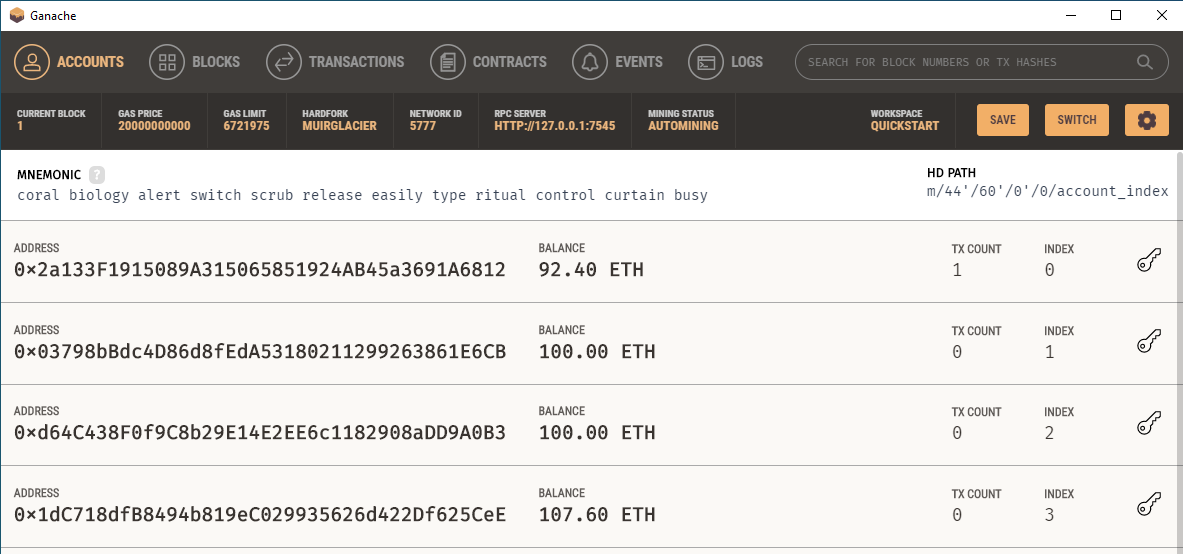 Ganache
ACCOUNTS BLOCKS TRANSACTIONS CONTRACTS EVENTS LOGS SEARCH FOR BLOCK NUMBERS OR TX HASHES
CURRENT BLOCK GAS PRICE GAS LIMIT HARDFORK NETWORK ID RPC SERVER MINING STATUS WORKSPACE
1 20000000000 6721975 MUIRGLACIER 5777 HTTP://127.0.0.1:7545 AUTOMINING QUICKSTART SAVE SWITCH
MNEMONIC ? HD PATH
coral biology alert switch scrub release easily type ritual control curtain busy m/44'/60'/0'/0/account_index
ADDRESS BALANCE TX COUNT INDEX
0×2a133F1915089A315065851924AB45a3691A6812 92.40 ETH 1 0
ADDRESS BALANCE TX COUNT INDEX
0×03798bBdc4D86d8fEdA53180211299263861E6CB 100.00 ETH 0 1
ADDRESS BALANCE TX COUNT INDEX
0×d64C438F0f9C8b29E14E2EE6c1182908aDD9A0B3 100.00 ETH 0 2
ADDRESS BALANCE TX COUNT INDEX
0×1dC718dfB8494b819eC029935626d422Df625CeE 107.60 ETH 0 3